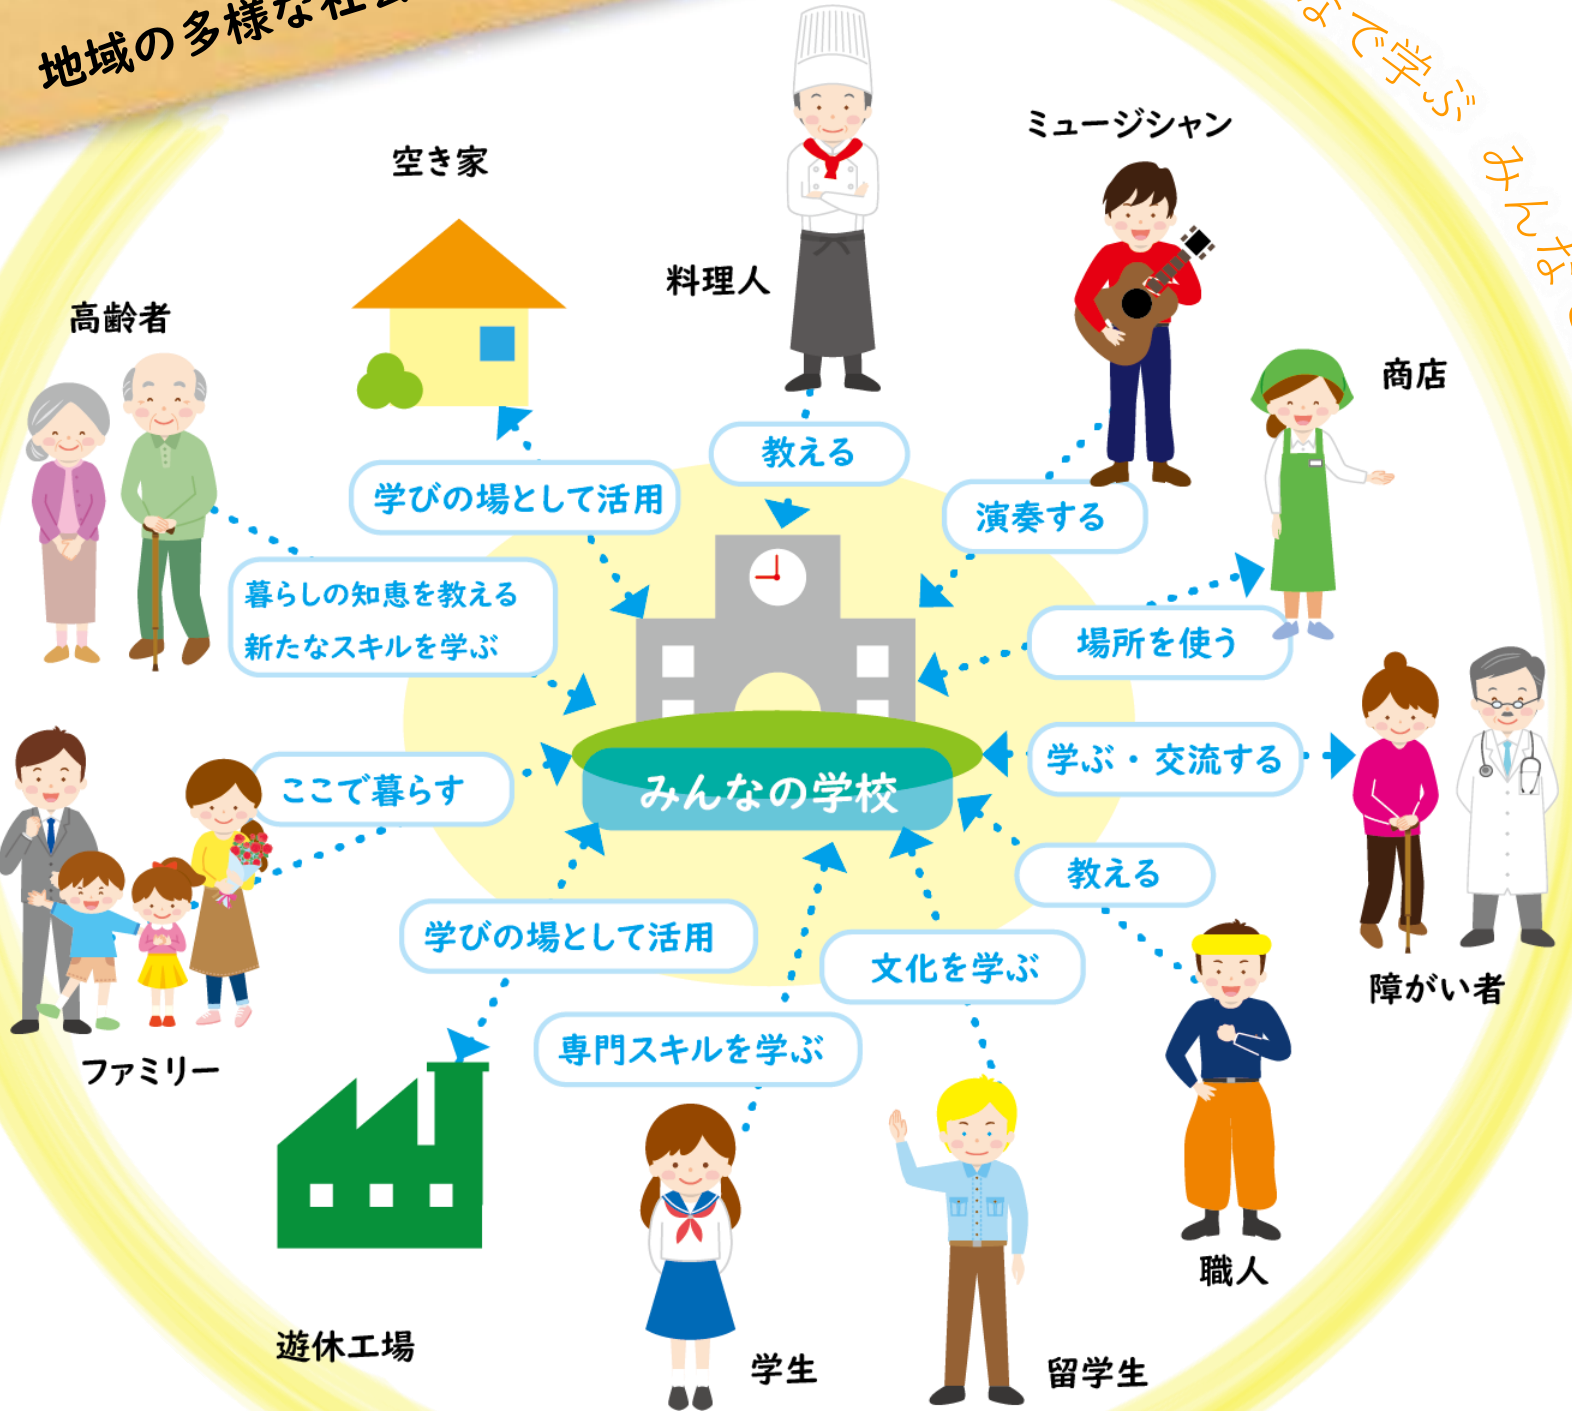 地域の多様な社会
なで学ぶ みんな
空き家
ミュージシャン
料理人
高齢者
商店
教える
学びの場として活用
演奏する
暮らしの知恵を教える
新たなスキルを学ぶ
場所を使う
学ぶ・交流する
ここで暮らす
みんなの学校
教える
学びの場として活用
文化を学ぶ
障がい者
専門スキルを学ぶ
ファミリー
職人
遊休工場
学生
留学生